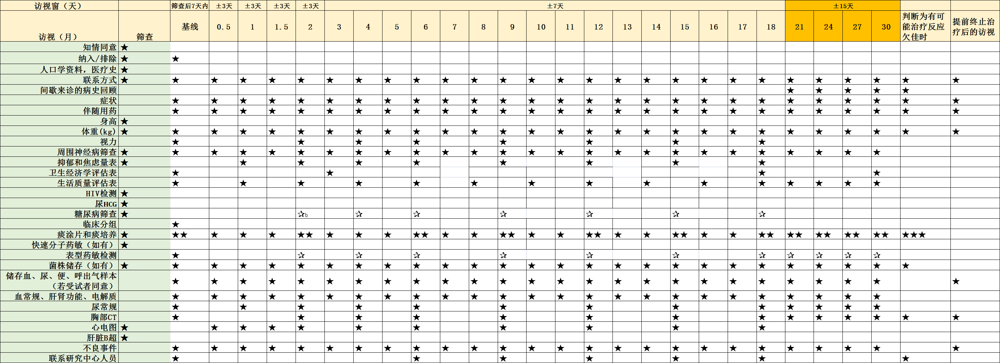 访视窗（天） 筛查后7天内 ±3天 ±3天 ±3天 ±3天 ±7天 ±15天
访视（月） 筛查 基线 0.5 1 1.5 2 3 4 5 6 7 8 9 10 11 12 13 14 15 16 17 18 21 24 27 30
判断为有可
能治疗反应
欠佳时
提前终止治
疗后的访视
知情同意 ★
纳入/排除 ★ ★
人口学资料，医疗史 ★
联系方式 ★ ★ ★ ★ ★ ★ ★ ★ ★ ★ ★ ★ ★ ★ ★ ★ ★ ★ ★ ★ ★ ★ ★ ★ ★ ★ ★ ★
间歇来诊的病史回顾 ★ ★ ★ ★ ★
症状 ★ ★ ★ ★ ★ ★ ★ ★ ★ ★ ★ ★ ★ ★ ★ ★ ★ ★ ★ ★ ★ ★ ★ ★ ★ ★ ★
伴随用药 ★ ★ ★ ★ ★ ★ ★ ★ ★ ★ ★ ★ ★ ★ ★ ★ ★ ★ ★ ★ ★ ★ ★ ★ ★ ★ ★
身高 ★
体重(kg) ★ ★ ★ ★ ★ ★ ★ ★ ★ ★ ★ ★ ★ ★ ★ ★ ★ ★ ★ ★ ★ ★ ★ ★ ★ ★ ★ ★
视力 ★ ★ ★ ★ ★ ★ ★ ★
周围神经病筛查 ★ ★ ★ ★ ★ ★ ★ ★ ★ ★ ★ ★ ★ ★ ★ ★ ★ ★ ★ ★ ★ ★ ★ ★ ★ ★
抑郁和焦虑量表 ★ ★ ★ ★ ★ ★ ★ ★ ★
卫生经济学评估表 ★ ★ ★ ★
生活质量评估表 ★ ★ ★ ★ ★ ★ ★ ★ ★ ★ ★ ★ ★ ★ ★
HIV检测 ★
尿HCG ★
糖尿病筛查 ★ ☆b ☆ ☆ ☆ ☆ ☆ ☆
临床分组 ★
痰涂片和痰培养 ★ ★★ ★ ★ ★ ★★ ★ ★ ★ ★★ ★ ★ ★★ ★ ★ ★★ ★ ★ ★★ ★ ★ ★★ ★★ ★★ ★★ ★★ ★★★
快速分子药敏（如有） ★
表型药敏检测 ★ ☆ ☆ ☆ ☆ ☆ ☆ ☆ ☆ ☆ ☆ ☆
菌株储存（如有） ★ ★ ★ ★ ★ ★ ★ ★ ★ ★ ★ ★ ★ ★ ★ ★ ★ ★ ★ ★ ★ ★ ★ ★ ★ ★ ★
储存血、尿、便、呼出气样本
（若受试者同意） ★ ★ ★ ★ ★ ★ ★ ★ ★ ★ ★ ★ ★ ★ ★ ★ ★ ★ ★ ★ ★ ★ ★ ★ ★ ★
血常规、肝肾功能、电解质 ★ ★ ★ ★ ★ ★ ★ ★ ★ ★ ★ ★ ★ ★ ★ ★ ★ ★ ★ ★ ★ ★ ★ ★ ★
尿常规 ★ ★ ★ ★ ★ ★ ★ ★ ★ ★ ★ ★ ★
胸部CT ★ ★ ★ ★ ★ ★ ★ ★ ★ ★ ★ ★ ★ ★
心电图 ★ ★ ★ ★ ★ ★ ★ ★ ★ ★ ★
肝脏B超 ★
不良事件 ★ ★ ★ ★ ★ ★ ★ ★ ★ ★ ★ ★ ★ ★ ★ ★ ★ ★ ★ ★ ★ ★ ★ ★ ★ ★
联系研究中心人员 ★ ★ ★ ★ ★ ★ ★